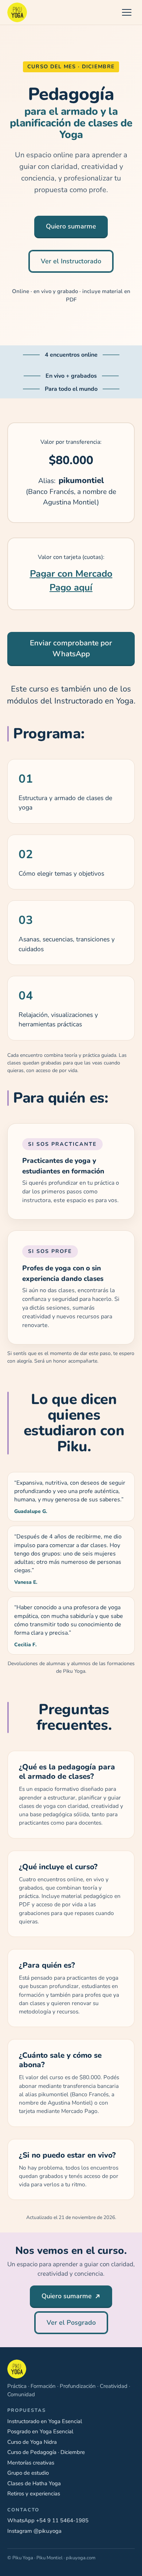 PIKU
YOGA
CURSO DEL MES · DICIEMBRE
Pedagogía
para el armado y la
planificación de clases de
Yoga
Un espacio online para aprender a
guiar con claridad, creatividad y
conciencia, y profesionalizar tu
propuesta como profe.
Quiero sumarme
Ver el Instructorado
Online · en vivo y grabado · incluye material en
PDF
4 encuentros online
En vivo + grabados
Para todo el mundo
Valor por transferencia:
$80.000
Alias: pikumontiel
(Banco Francés, a nombre de
Agustina Montiel)
Valor con tarjeta (cuotas):
Pagar con Mercado
Pago aquí
Enviar comprobante por
WhatsApp
Este curso es también uno de los
módulos del Instructorado en Yoga.
Programa:
01
Estructura y armado de clases de
yoga
02
Cómo elegir temas y objetivos
03
Asanas, secuencias, transiciones y
cuidados
04
Relajación, visualizaciones y
herramientas prácticas
Cada encuentro combina teoría y práctica guiada. Las
clases quedan grabadas para que las veas cuando
quieras, con acceso de por vida.
Para quién es:
SI SOS PRACTICANTE
Practicantes de yoga y
estudiantes en formación
Si querés profundizar en tu práctica o
dar los primeros pasos como
instructora, este espacio es para vos.
SI SOS PROFE
Profes de yoga con o sin
experiencia dando clases
Si aún no das clases, encontrarás la
confianza y seguridad para hacerlo. Si
ya dictás sesiones, sumarás
creatividad y nuevos recursos para
renovarte.
Si sentís que es el momento de dar este paso, te espero
con alegría. Será un honor acompañarte.
Lo que dicen
quienes
estudiaron con
Piku.
"Expansiva, nutritiva, con deseos de seguir
profundizando y veo una profe auténtica,
humana, y muy generosa de sus saberes."
Guadalupe G.
"Después de 4 años de recibirme, me dio
impulso para comenzar a dar clases. Hoy
tengo dos grupos: uno de seis mujeres
adultas; otro más numeroso de personas
ciegas."
Vanesa E.
"Haber conocido a una profesora de yoga
empática, con mucha sabiduría y que sabe
cómo transmitir todo su conocimiento de
forma clara y precisa."
Cecilia F.
Devoluciones de alumnas y alumnos de las formaciones
de Piku Yoga.
Preguntas
frecuentes.
¿Qué es la pedagogía para
el armado de clases?
Es un espacio formativo diseñado para
aprender a estructurar, planificar y guiar
clases de yoga con claridad, creatividad y
una base pedagógica sólida, tanto para
practicantes como para docentes.
¿Qué incluye el curso?
Cuatro encuentros online, en vivo y
grabados, que combinan teoría y
práctica. Incluye material pedagógico en
PDF y acceso de por vida a las
grabaciones para que repases cuando
quieras.
¿Para quién es?
Está pensado para practicantes de yoga
que buscan profundizar, estudiantes en
formación y también para profes que ya
dan clases y quieren renovar su
metodología y recursos.
¿Cuánto sale y cómo se
abona?
El valor del curso es de $80.000. Podés
abonar mediante transferencia bancaria
al alias pikumontiel (Banco Francés, a
nombre de Agustina Montiel) o con
tarjeta mediante Mercado Pago.
¿Si no puedo estar en vivo?
No hay problema, todos los encuentros
quedan grabados y tenés acceso de por
vida para verlos a tu ritmo.
Actualizado el 21 de noviembre de 2026.
Nos vemos en el curso.
Un espacio para aprender a guiar con claridad,
creatividad y conciencia.
Quiero sumarme ↗
Ver el Posgrado
PIKU
YOGA
Práctica · Formación · Profundización · Creatividad ·
Comunidad
PROPUESTAS
Instructorado en Yoga Esencial
Posgrado en Yoga Esencial
Curso de Yoga Nidra
Curso de Pedagogía · Diciembre
Mentorías creativas
Grupo de estudio
Clases de Hatha Yoga
Retiros y experiencias
CONTACTO
WhatsApp +54 9 11 5464-1985
Instagram @piku.yoga
© Piku Yoga · Piku Montiel · pikuyoga.com